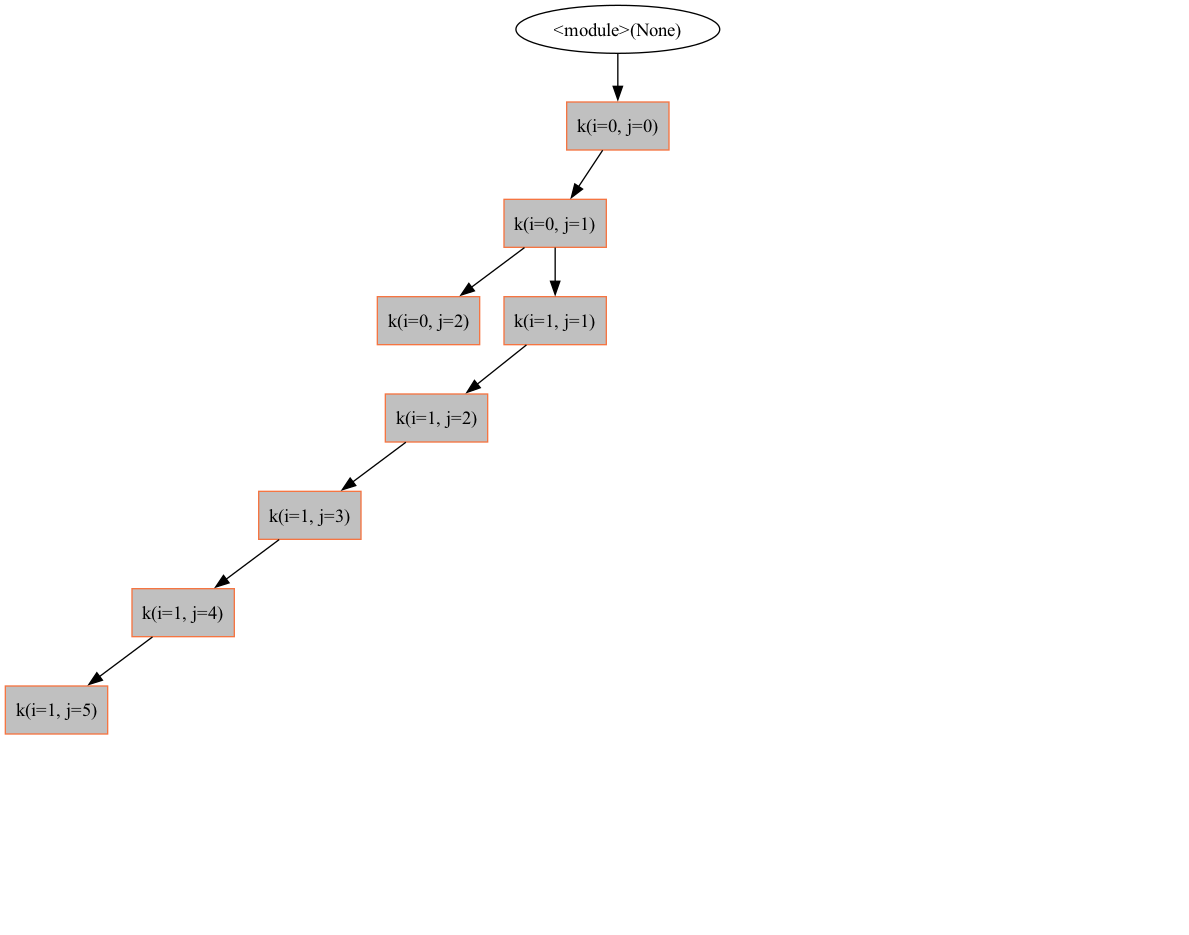 <module>(None)
k(i=0, j=0)
k(i=0, j=1)
k(i=0, j=2)
k(i=1, j=1)
k(i=1, j=2)
k(i=1, j=3)
k(i=1, j=4)
k(i=1, j=5)